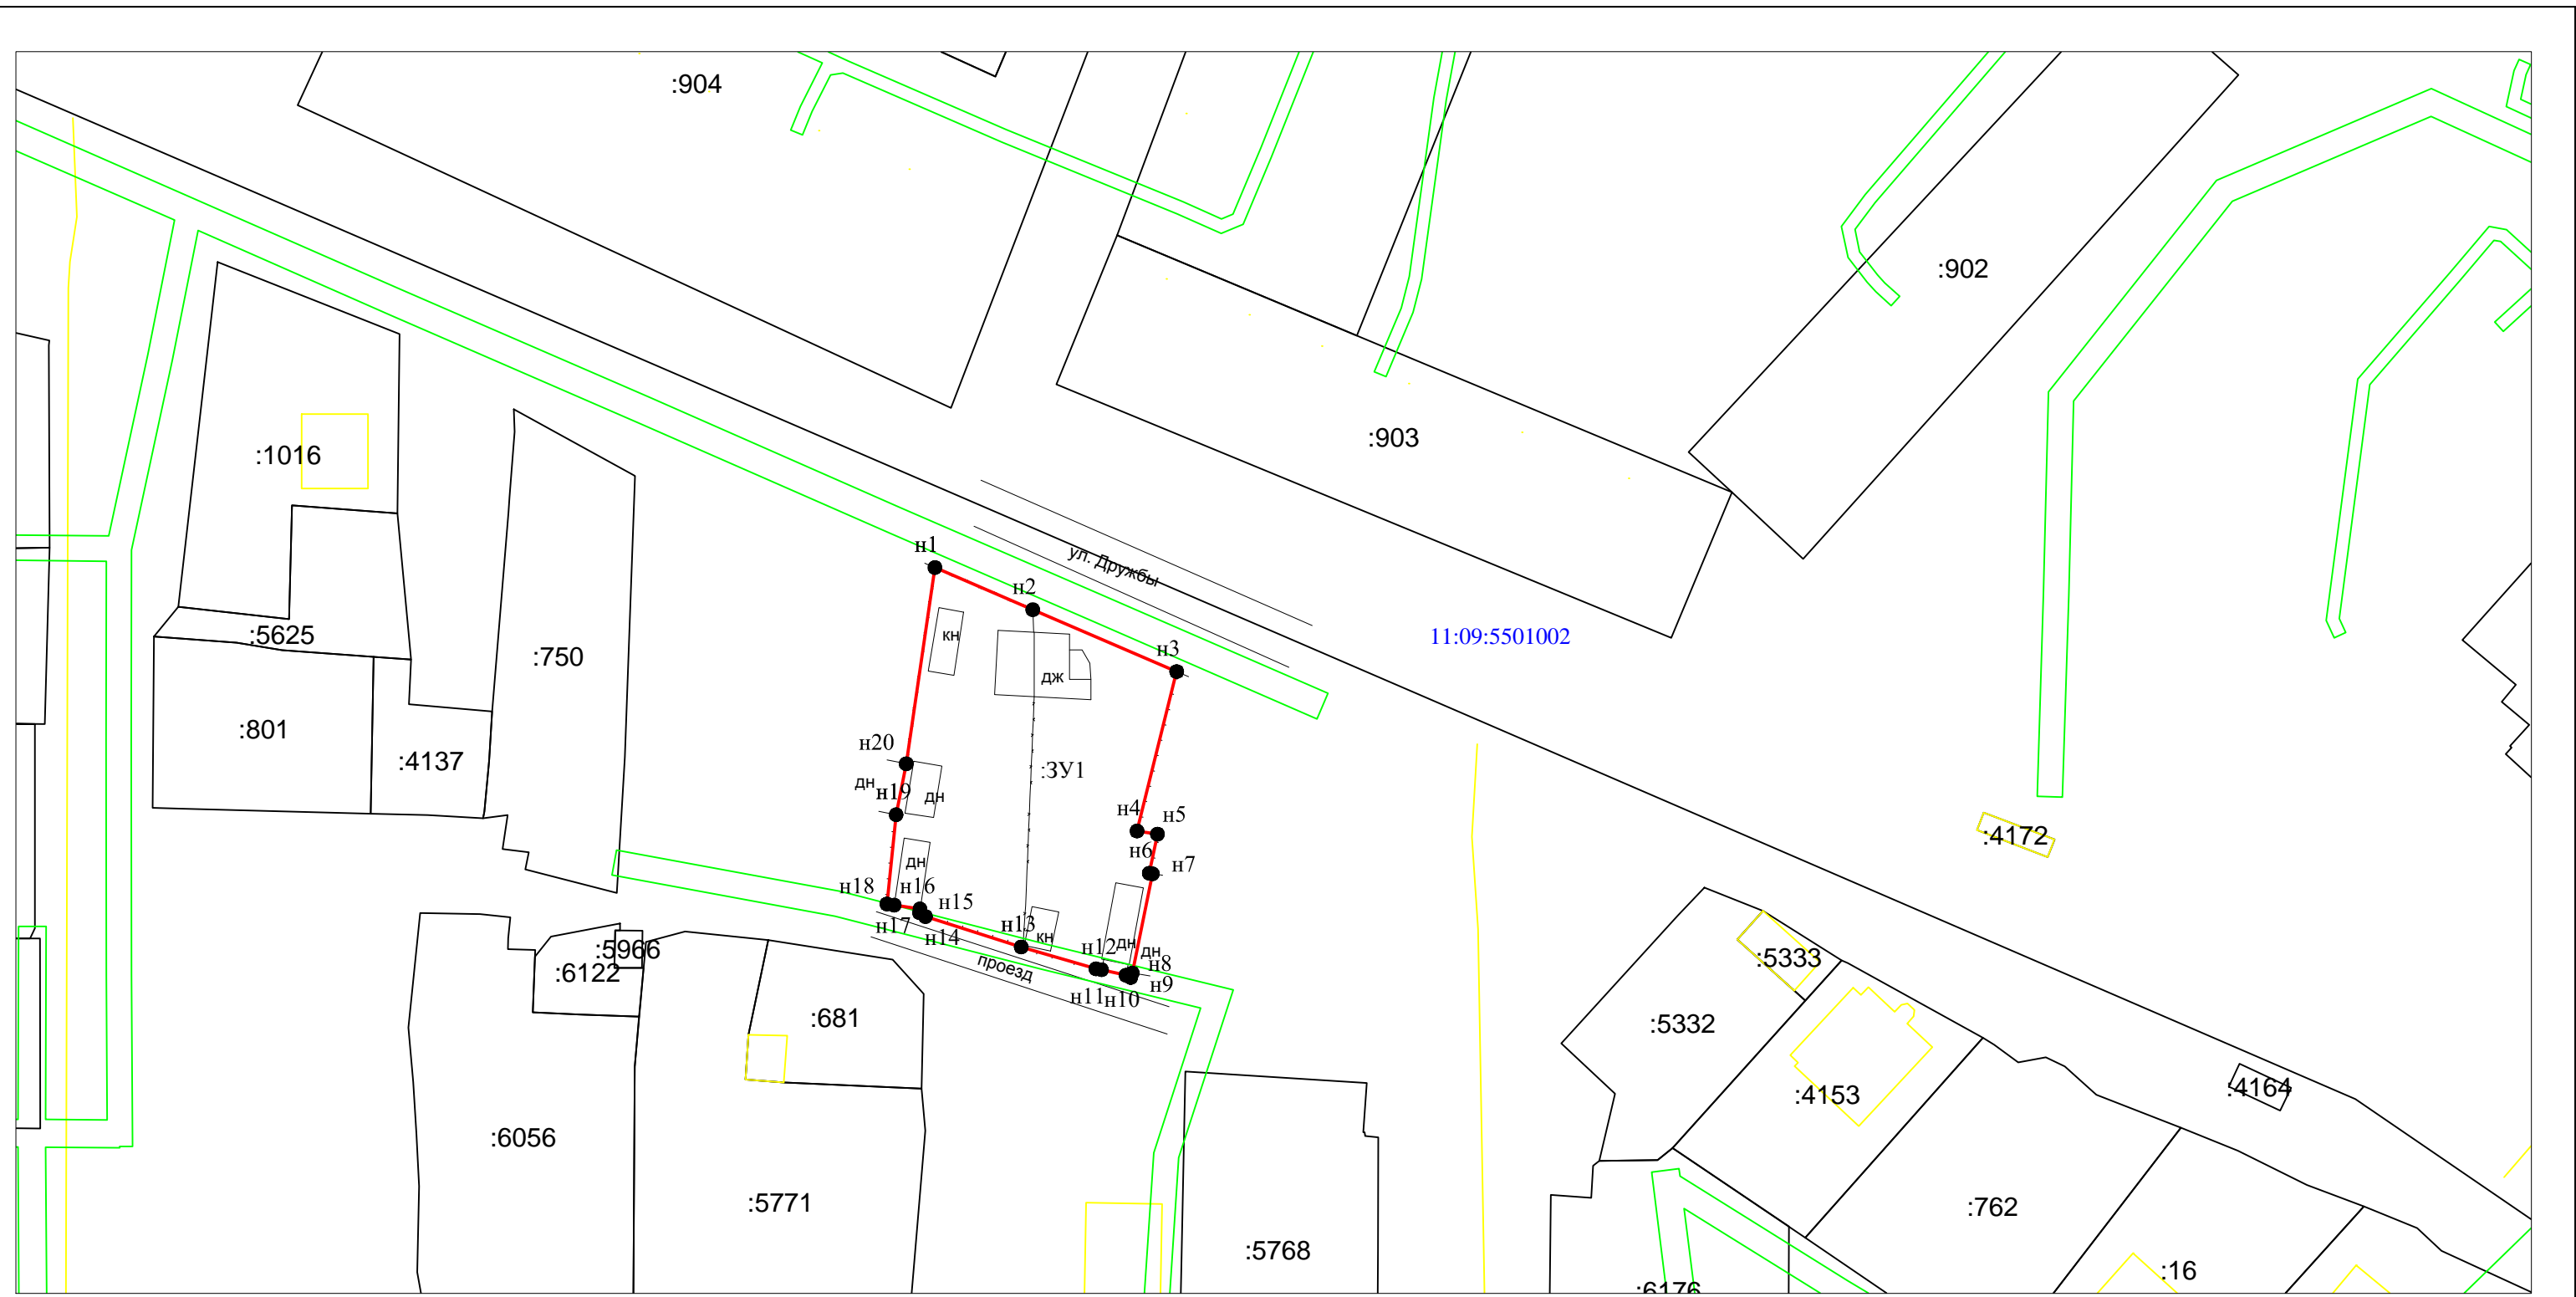 :904
:902
:903
:1016
н1
ул. Дружбы
н2
кн
:5625
11:09:5501002
н3
:750
дж
:801
н20
:4137
:ЗУ1
дн
н19
дн
н4
н5
:4172
н6
дн
н7
н18
н16
н15
н17
н13
н14
кн
н12
дн
дн
:5966
:5333
проезд
н8
:6122
н9
н11
н10
:681
:5332
:4164
:4153
:6056
:5771
:762
:5768
:16
:6176